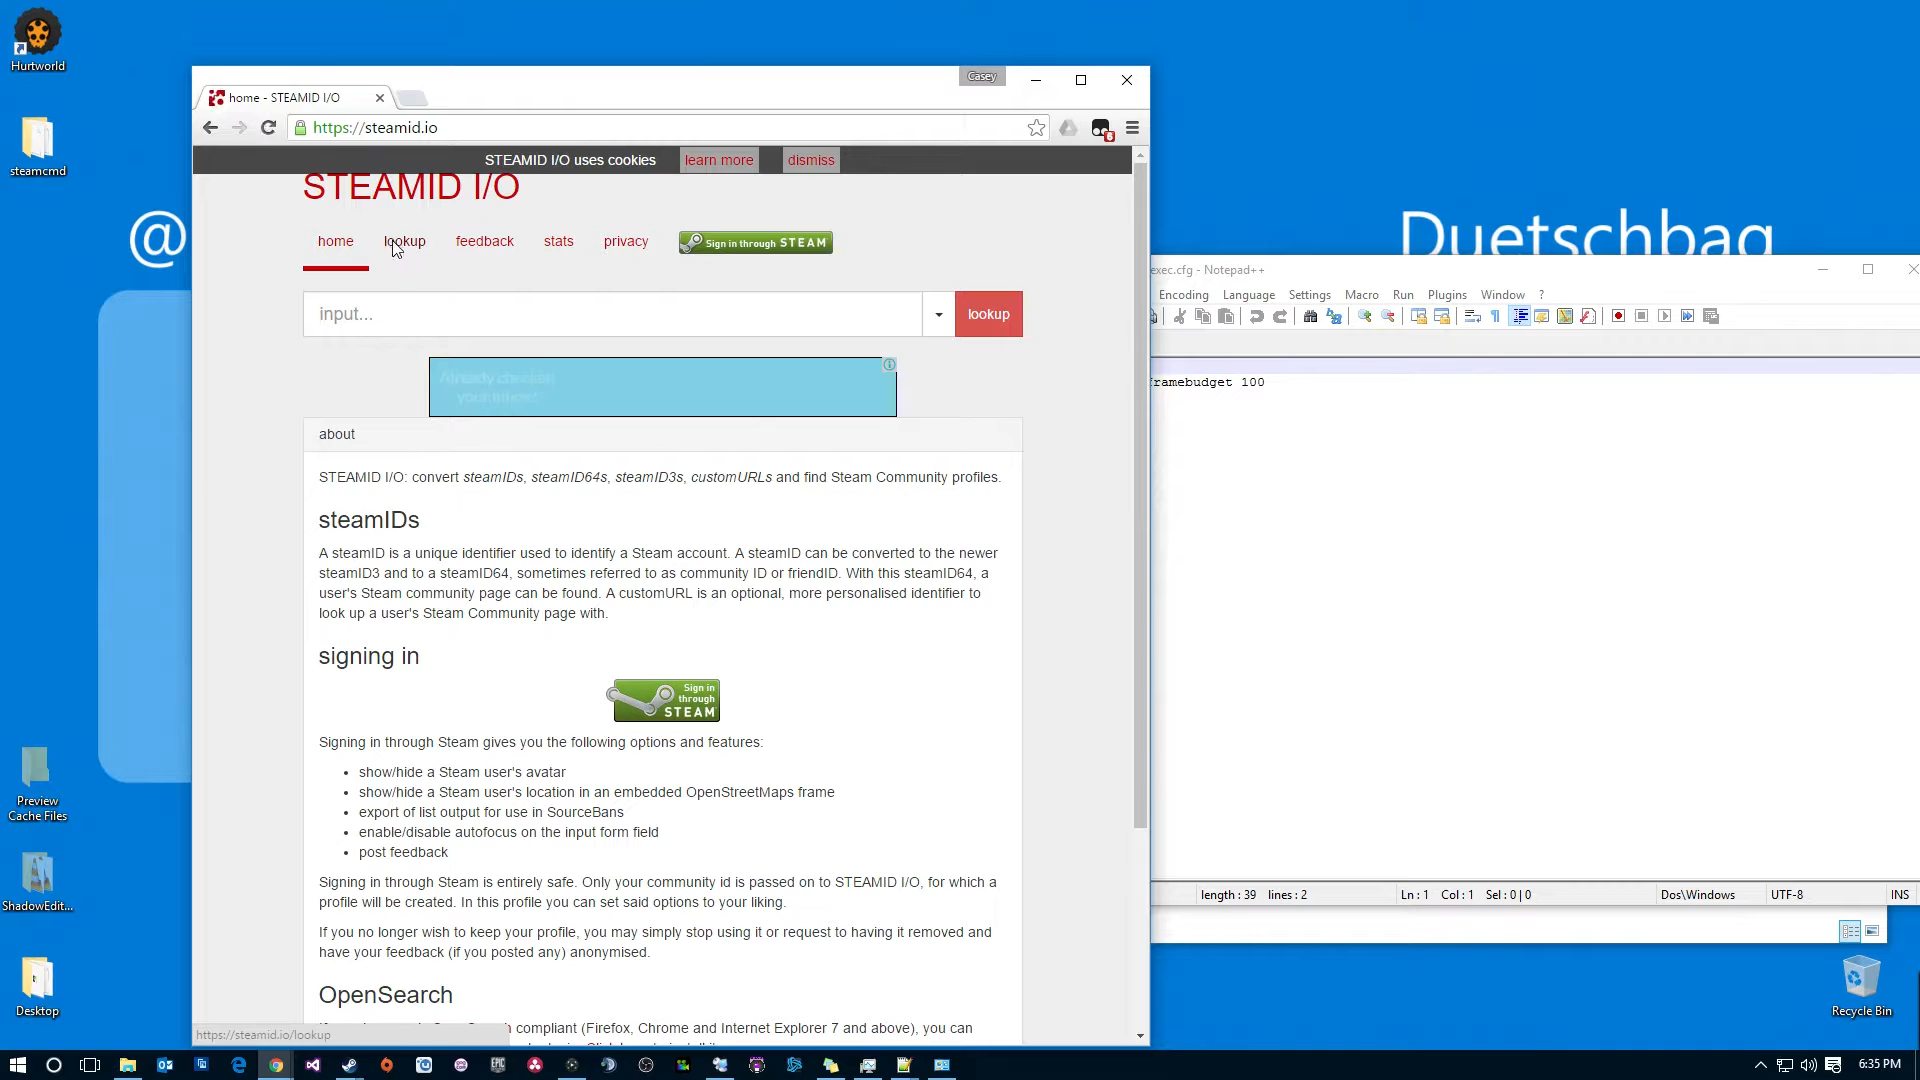 Hurtworld
steamcmd
Preview
Cache Files
ShadowEdit...
Desktop
@
Casey
home - STEAMID I/O
https://steamid.io
STEAMID I/O uses cookies learn more dismiss
STEAMID I/O
home lookup feedback stats privacy Sign in through STEAM
input... lookup
Already
about
STEAMID I/O: convert steamIDs, steamID64s, steamID3s, customURLs and find Steam Community profiles.
steamIDs
A steamID is a unique identifier used to identify a Steam account. A steamID can be converted to the newer
steamID3 and to a steamID64, sometimes referred to as community ID or friendID. With this steamID64, a
user's Steam community page can be found. A customURL is an optional, more personalised identifier to
look up a user's Steam Community page with.
signing in
Sign in
through
STEAM
Signing in through Steam gives you the following options and features:
• show/hide a Steam user's avatar
• show/hide a Steam user's location in an embedded OpenStreetMaps frame
• export of list output for use in SourceBans
• enable/disable autofocus on the input form field
• post feedback
Signing in through Steam is entirely safe. Only your community id is passed on to STEAMID I/O, for which a
profile will be created. In this profile you can set said options to your liking.
If you no longer wish to keep your profile, you may simply stop using it or request to having it removed and
have your feedback (if you posted any) anonymised.
OpenSearch
compliant (Firefox, Chrome and Internet Explorer 7 and above), you can
https://steamid.io/lookup
Duetschbag
exec.cfg - Notepad++
Encoding Language Settings Macro Run Plugins Window ?
framebudget 100
length : 39 lines : 2 Ln : 1 Col : 1 Sel : 0 | 0 Dos\Windows UTF-8 INS
Recycle Bin
EPIC
6:35 PM